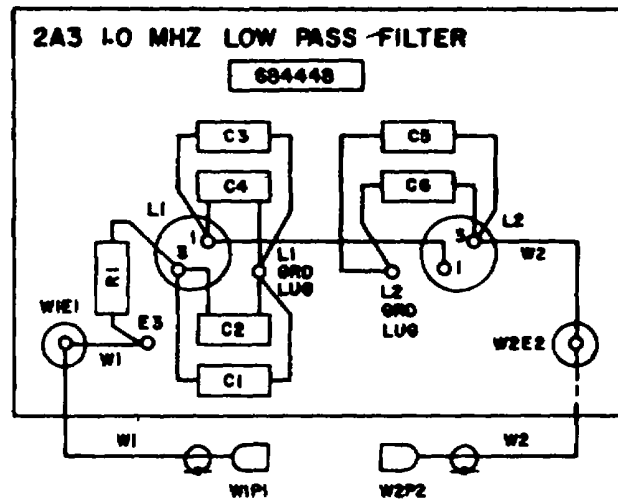 2A3 1.0 MHZ LOW PASS FILTER
684448
C3
C5
C4
C6
L1
L2
1
3
W2
3
1
R1
L1
GRD
LUG
L2
GRD
LUG
W1E1
E3
W1
C2
W2E2
C1
W1
W2
W1P1
W2P2